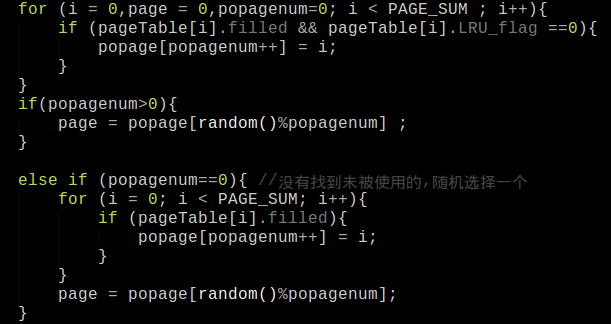 for (i = 0,page = 0,popagenum=0; i < PAGE_SUM ; i++){
    if (pageTable[i].filled && pageTable[i].LRU_flag ==0){
        popage[popagenum++] = i;
    }
}
if(popagenum>0){
    page = popage[random()%popagenum] ;
}

else if (popagenum==0){ //没有找到未被使用的,随机选择一个
    for (i = 0; i < PAGE_SUM; i++){
        if (pageTable[i].filled){
            popage[popagenum++] = i;
        }
    }
    page = popage[random()%popagenum];
}